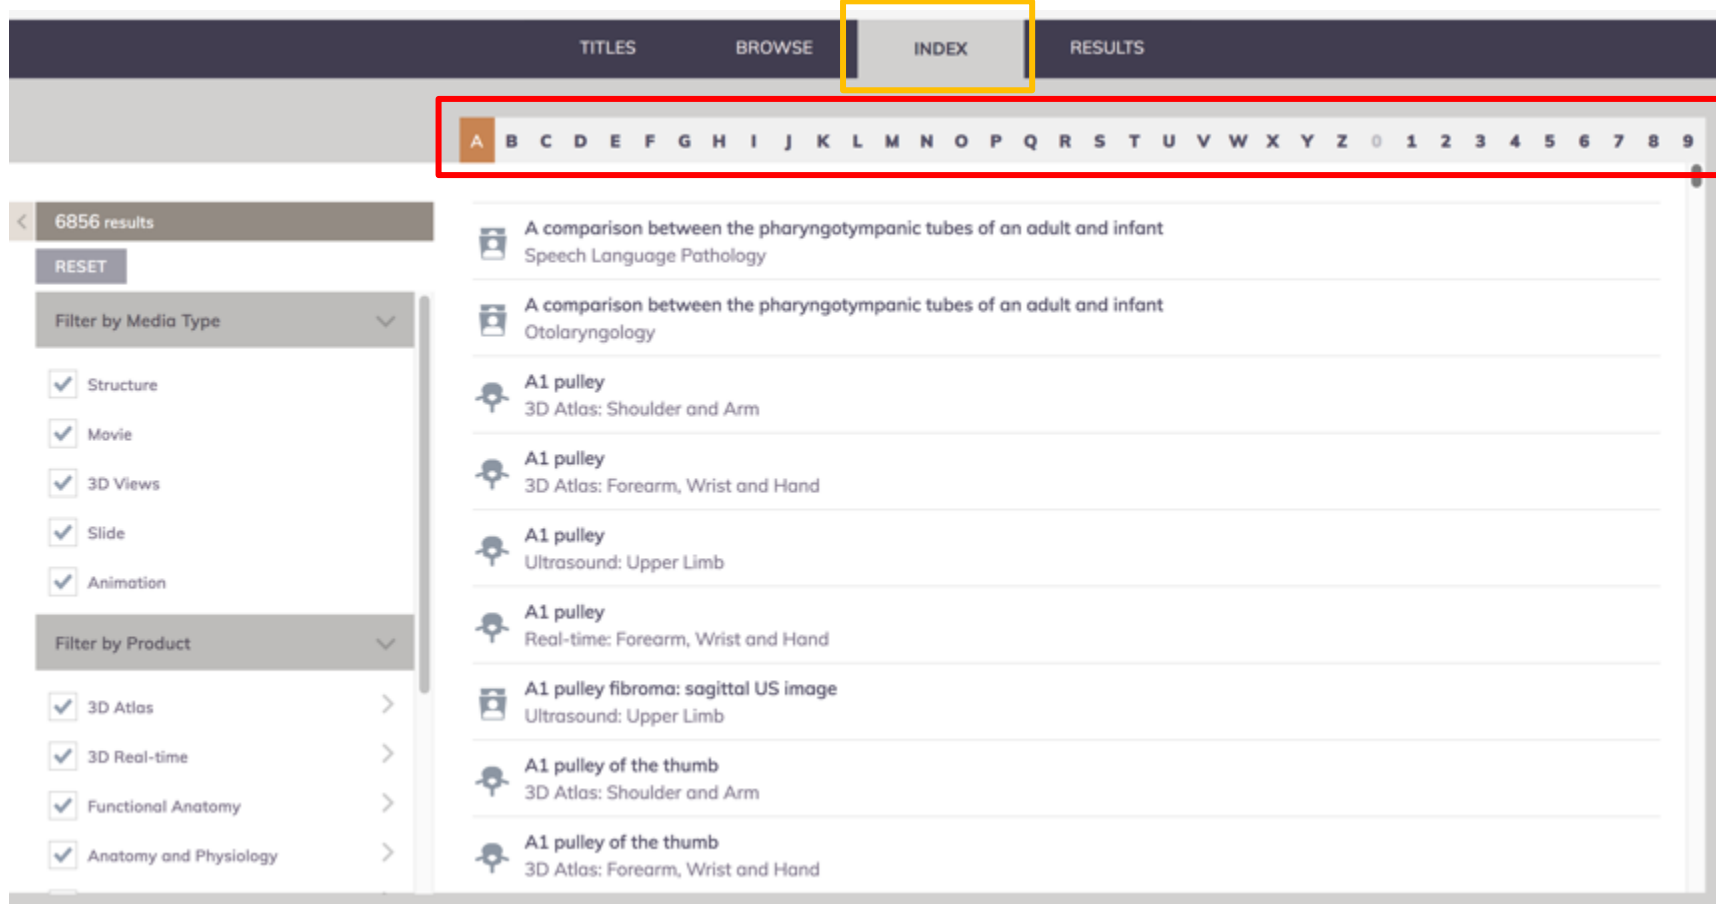 TITLES BROWSE INDEX RESULTS
A B C D E F G H I J K L M N O P Q R S T U V W X Y Z 0 1 2 3 4 5 6 7 8 9
6856 results
RESET
Filter by Media Type
Structure
Movie
3D Views
Slide
Animation
Filter by Product
3D Atlas
3D Real-time
Functional Anatomy
Anatomy and Physiology
A comparison between the pharyngotympanic tubes of an adult and infant
Speech Language Pathology
A comparison between the pharyngotympanic tubes of an adult and infant
Otolaryngology
A1 pulley
3D Atlas: Shoulder and Arm
A1 pulley
3D Atlas: Forearm, Wrist and Hand
A1 pulley
Ultrasound: Upper Limb
A1 pulley
Real-time: Forearm, Wrist and Hand
A1 pulley fibroma: sagittal US image
Ultrasound: Upper Limb
A1 pulley of the thumb
3D Atlas: Shoulder and Arm
A1 pulley of the thumb
3D Atlas: Forearm, Wrist and Hand